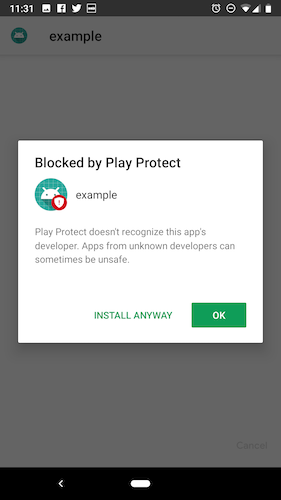 11:31
example
Blocked by Play Protect
example
Play Protect doesn't recognize this app's
developer. Apps from unknown developers can
sometimes be unsafe.
INSTALL ANYWAY OK
Cancel